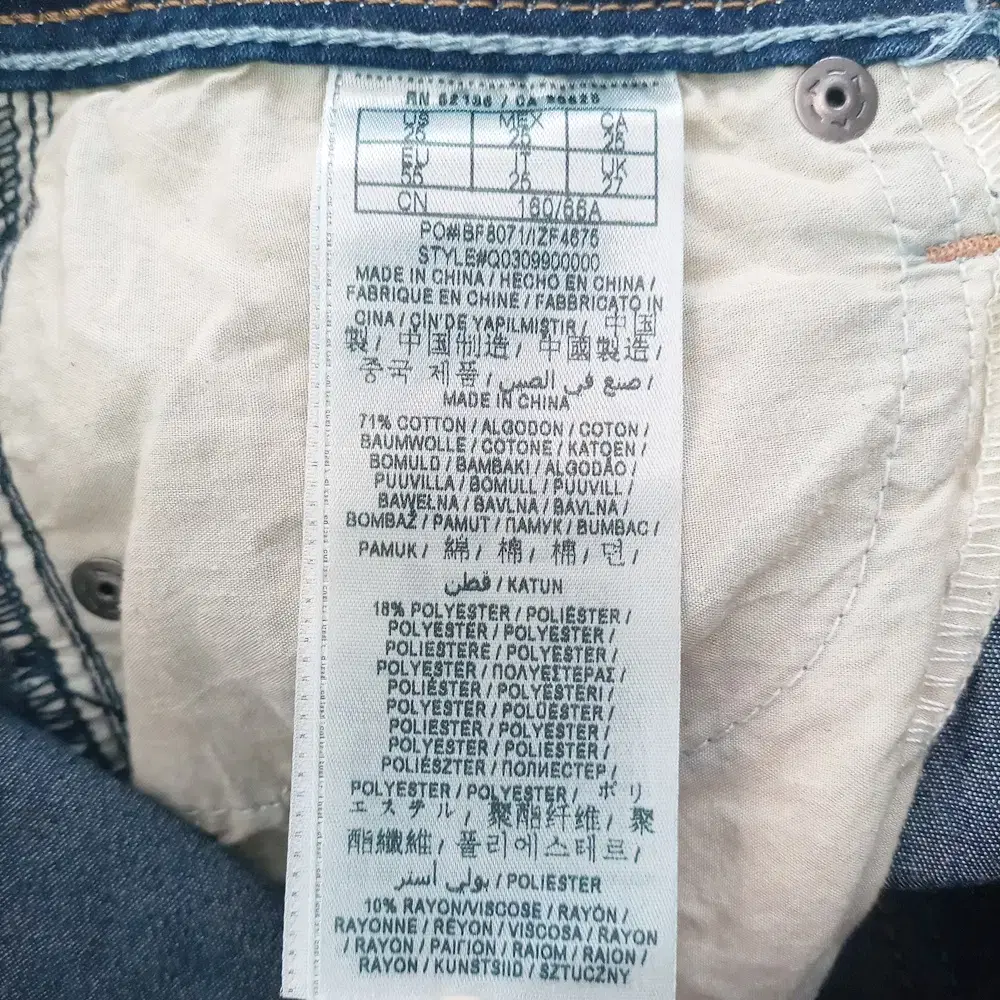 RN 62136 / CA
US MEX CA
25 25 25
EU IT UK
55 25 27
CN 160/66A
PO#BF8071/IZF4675
STYLE#Q0309900000
MADE IN CHINA / HECHO EN CHINA /
FABRIQUE EN CHINE / FABBRICATO IN
CINA / ÇİN'DE YAPILMIŞTIR / 中国
製, 中国制造, 中國製造 /
중국 제품 / صنع في الصين /
MADE IN CHINA
71% COTTON / ALGODON / COTON /
BAUMWOLLE / COTONE / KATOEN /
BOMULD / BAMBAKI / ALGODÃO /
PUUVILLA / BOMULL / PUUVILL /
BAWEŁNA / BAVLNA / BAVLNA /
BOMBAŽ / PAMUT / ПАМУК / BUMBAC /
PAMUK / 綿, 棉, 棉, 면 /
قطن / KATUN
18% POLYESTER / POLIÉSTER /
POLYESTER / POLYESTER /
POLIESTERE / POLYESTER /
POLYESTER / ΠΟΛΥΕΣΤΕΡΑΣ /
POLIÉSTER / POLYESTERI /
POLYESTER / POLÜESTER /
POLIESTER / POLYESTER /
POLYESTER / POLIESTER /
POLIÉSZTER / ПОЛИЕСТЕР /
POLYESTER / POLYESTER / ポリ
エステル, 聚酯纤维, 聚
酯纖維, 폴리에스테르 /
بولي استر / POLIESTER
10% RAYON/VISCOSE / RAYÓN /
RAYONNE / REYON / VISCOSA / RAYON
/ RAYON / ΡΑΙΓΙΟΝ / RAIOM / RAION /
RAYON / KUNSTSIID / SZTUCZNY